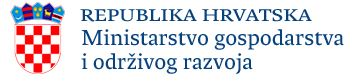 REPUBLIKA HRVATSKA
Ministarstvo gospodarstva
i održivog razvoja